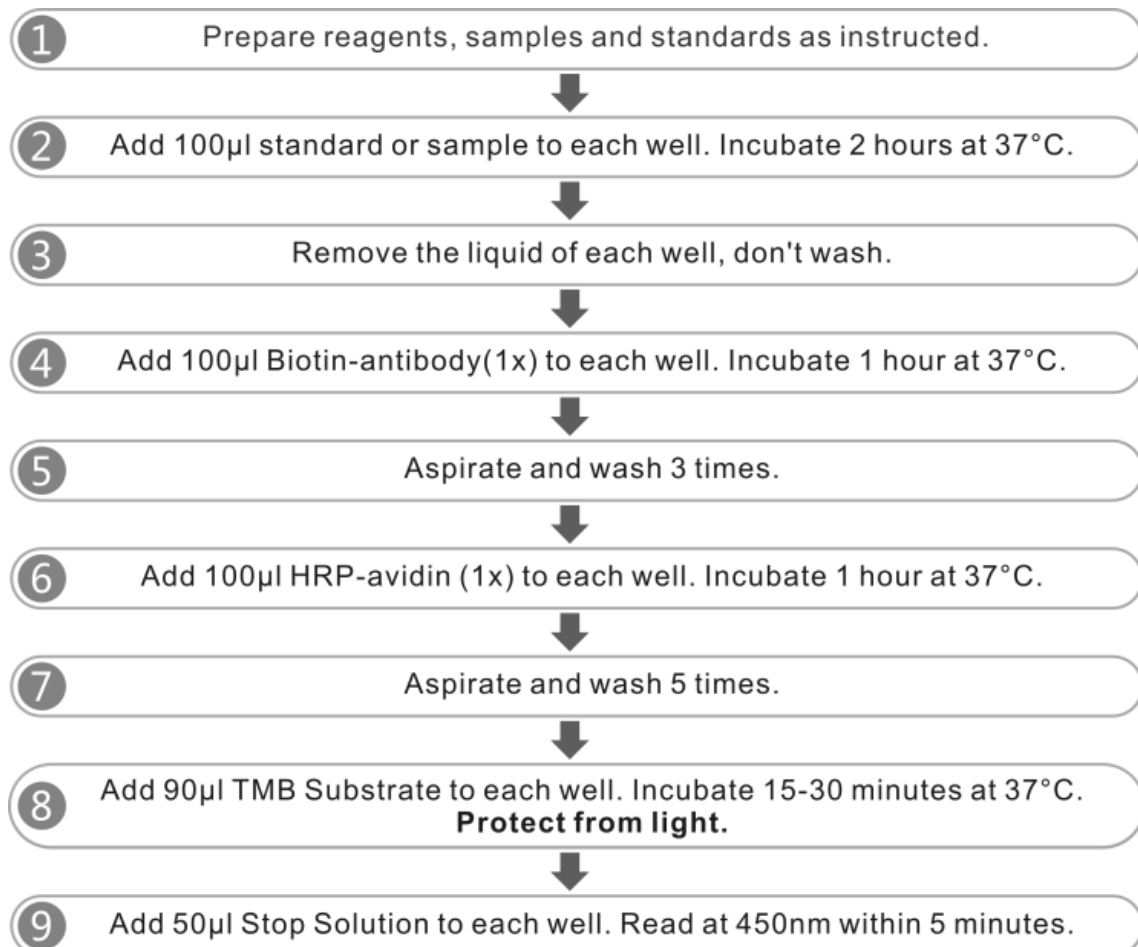 1 Prepare reagents, samples and standards as instructed.
2 Add 100µl standard or sample to each well. Incubate 2 hours at 37°C.
3 Remove the liquid of each well, don't wash.
4 Add 100µl Biotin-antibody(1x) to each well. Incubate 1 hour at 37°C.
5 Aspirate and wash 3 times.
6 Add 100µl HRP-avidin (1x) to each well. Incubate 1 hour at 37°C.
7 Aspirate and wash 5 times.
8 Add 90µl TMB Substrate to each well. Incubate 15-30 minutes at 37°C.
Protect from light.
9 Add 50µl Stop Solution to each well. Read at 450nm within 5 minutes.